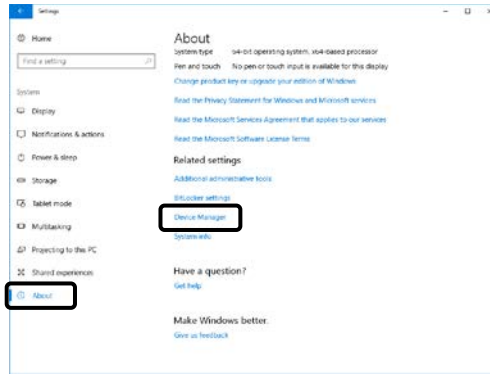 Settings
Home
Find a setting
System
Display
Notifications & actions
Power & sleep
Storage
Tablet mode
Multitasking
Projecting to this PC
Shared experiences
About
About
System type 64-bit operating system, x64-based processor
Pen and touch No pen or touch input is available for this display
Change product key or upgrade your edition of Windows
Read the Privacy Statement for Windows and Microsoft services
Read the Microsoft Services Agreement that applies to our services
Read the Microsoft Software License Terms
Related settings
Additional administrative tools
BitLocker settings
Device Manager
System info
Have a question?
Get help
Make Windows better.
Give us feedback